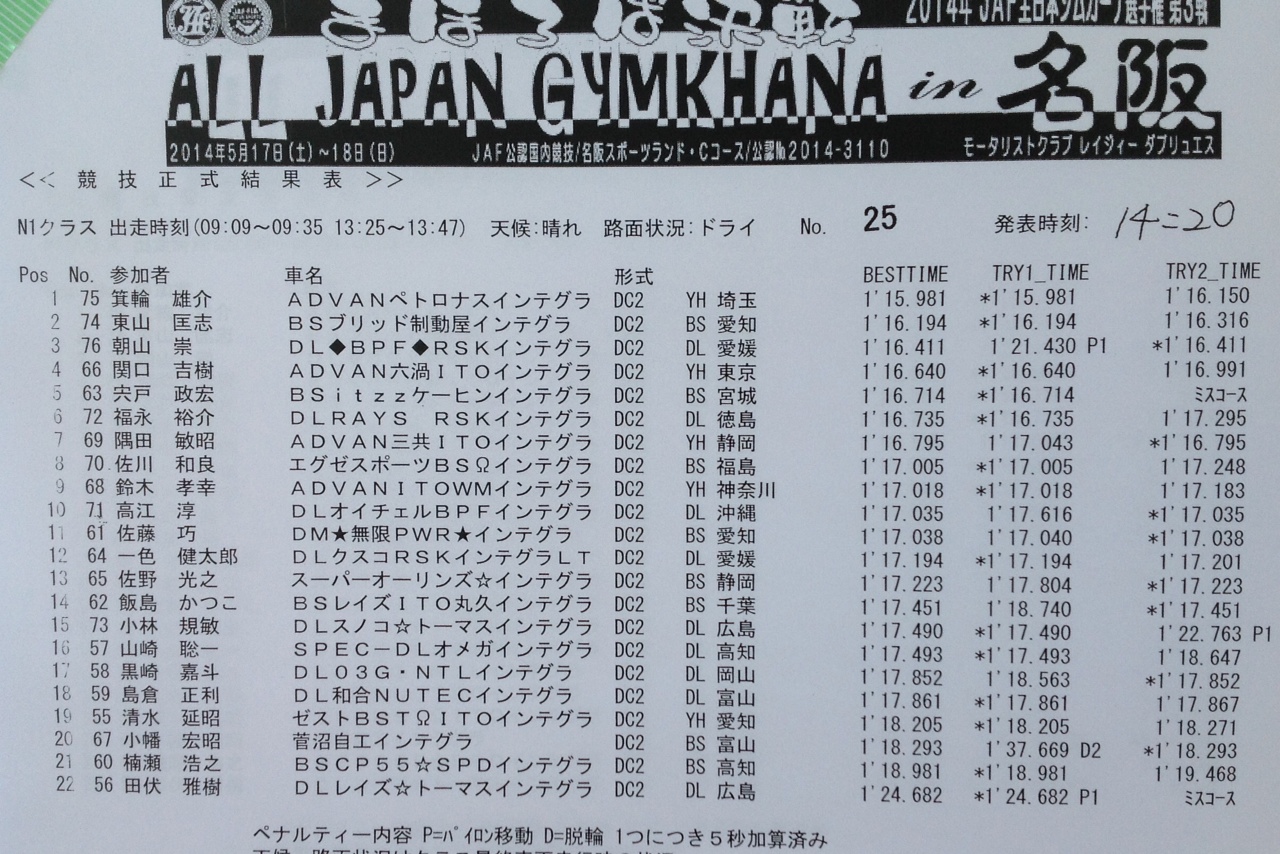 まほろば決戦 2014年 JAF全日本ジムカーナ選手権 第3戦
ALL JAPAN GYMKHANA in 名阪
2014年5月17日(土)~18日(日) JAF公認国内競技/名阪スポーツランド・Cコース/公認№2014-3110 モータリストクラブ レイジィー ダブリュエス
<< 競 技 正 式 結 果 表 >>
N1クラス 出走時刻(09:09~09:35 13:25~13:47) 天候:晴れ 路面状況:ドライ No. 25 発表時刻: 14=20
Pos No. 参加者 車名 形式 BESTTIME TRY1_TIME TRY2_TIME
1 75 箕輪 雄介 ADVANペトロナスインテグラ DC2 YH 埼玉 1'15.981 *1'15.981 1'16.150
2 74 東山 匡志 BSブリッド制動屋インテグラ DC2 BS 愛知 1'16.194 *1'16.194 1'16.316
3 76 朝山 崇 DL◆BPF◆RSKインテグラ DC2 DL 愛媛 1'16.411 1'21.430 P1 *1'16.411
4 66 関口 吉樹 ADVAN六渦ITOインテグラ DC2 YH 東京 1'16.640 *1'16.640 1'16.991
5 63 宍戸 政宏 BSitzzケーヒンインテグラ DC2 BS 宮城 1'16.714 *1'16.714 ミスコース
6 72 福永 裕介 DLRAYS RSKインテグラ DC2 DL 徳島 1'16.735 *1'16.735 1'17.295
7 69 隅田 敏昭 ADVAN三共ITOインテグラ DC2 YH 静岡 1'16.795 1'17.043 *1'16.795
8 70 佐川 和良 エグゼスポーツBSΩインテグラ DC2 BS 福島 1'17.005 *1'17.005 1'17.248
9 68 鈴木 孝幸 ADVANITOWMインテグラ DC2 YH 神奈川 1'17.018 *1'17.018 1'17.183
10 71 高江 淳 DLオイチェルBPFインテグラ DC2 DL 沖縄 1'17.035 1'17.616 *1'17.035
11 61 佐藤 巧 DM★無限PWR★インテグラ DC2 BS 愛知 1'17.038 1'17.040 *1'17.038
12 64 一色 健太郎 DLクスコRSKインテグラLT DC2 DL 愛媛 1'17.194 *1'17.194 1'17.201
13 65 佐野 光之 スーパーオーリンズ☆インテグラ DC2 BS 静岡 1'17.223 1'17.804 *1'17.223
14 62 飯島 かつこ BSレイズITO丸久インテグラ DC2 BS 千葉 1'17.451 1'18.740 *1'17.451
15 73 小林 規敏 DLスノコ☆トーマスインテグラ DC2 DL 広島 1'17.490 *1'17.490 1'22.763 P1
16 57 山崎 聡一 SPEC-DLオメガインテグラ DC2 DL 高知 1'17.493 *1'17.493 1'18.647
17 58 黒崎 嘉斗 DL03G・NTLインテグラ DC2 DL 岡山 1'17.852 1'18.563 *1'17.852
18 59 島倉 正利 DL和合NUTECインテグラ DC2 DL 富山 1'17.861 *1'17.861 1'17.867
19 55 清水 延昭 ゼストBSTΩITOインテグラ DC2 YH 愛知 1'18.205 *1'18.205 1'18.271
20 67 小幡 宏昭 菅沼自工インテグラ DC2 BS 富山 1'18.293 1'37.669 D2 *1'18.293
21 60 楠瀬 浩之 BSCP55☆SPDインテグラ DC2 BS 高知 1'18.981 *1'18.981 1'19.468
22 56 田伏 雅樹 DLレイズ☆トーマスインテグラ DC2 DL 広島 1'24.682 *1'24.682 P1 ミスコース
ペナルティー内容 P=パイロン移動 D=脱輪 1つにつき5秒加算済み